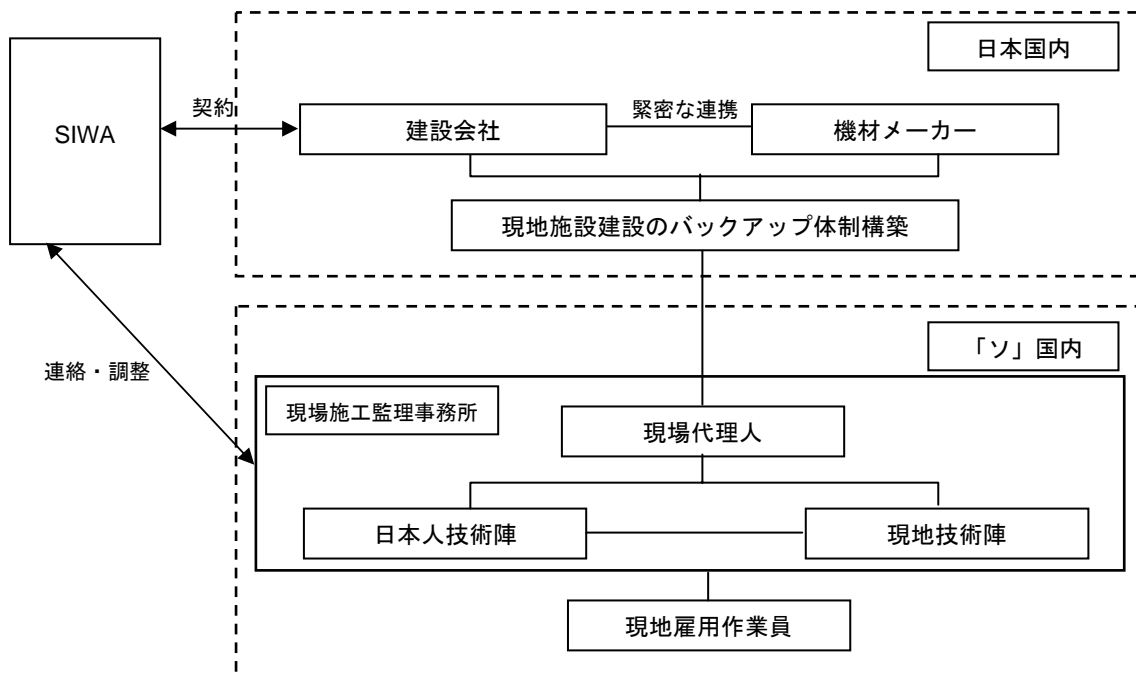 日本国内
SIWA
契約
建設会社
緊密な連携
機材メーカー
現地施設建設のバックアップ体制構築
「ソ」国内
連絡・調整
現場施工監理事務所
現場代理人
日本人技術陣
現地技術陣
現地雇用作業員